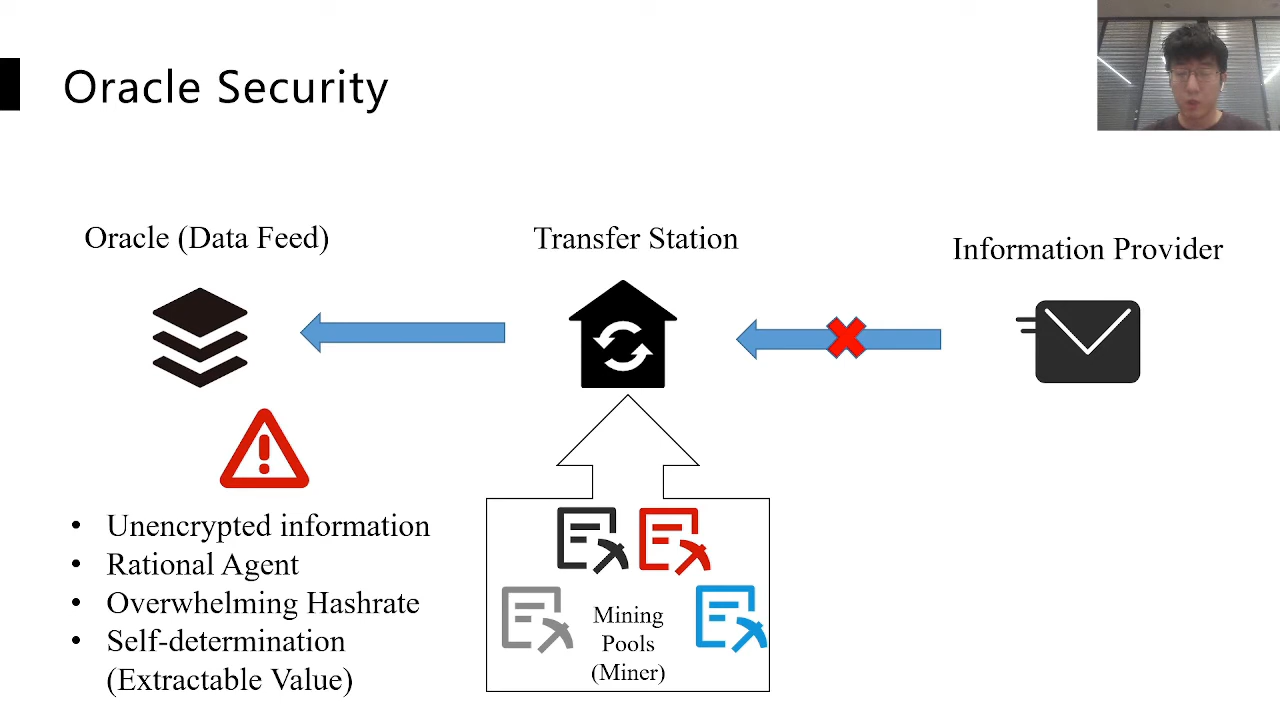 Oracle Security
Oracle (Data Feed)
Transfer Station
Information Provider
• Unencrypted information
• Rational Agent
• Overwhelming Hashrate
• Self-determination
(Extractable Value)
Mining
Pools
(Miner)